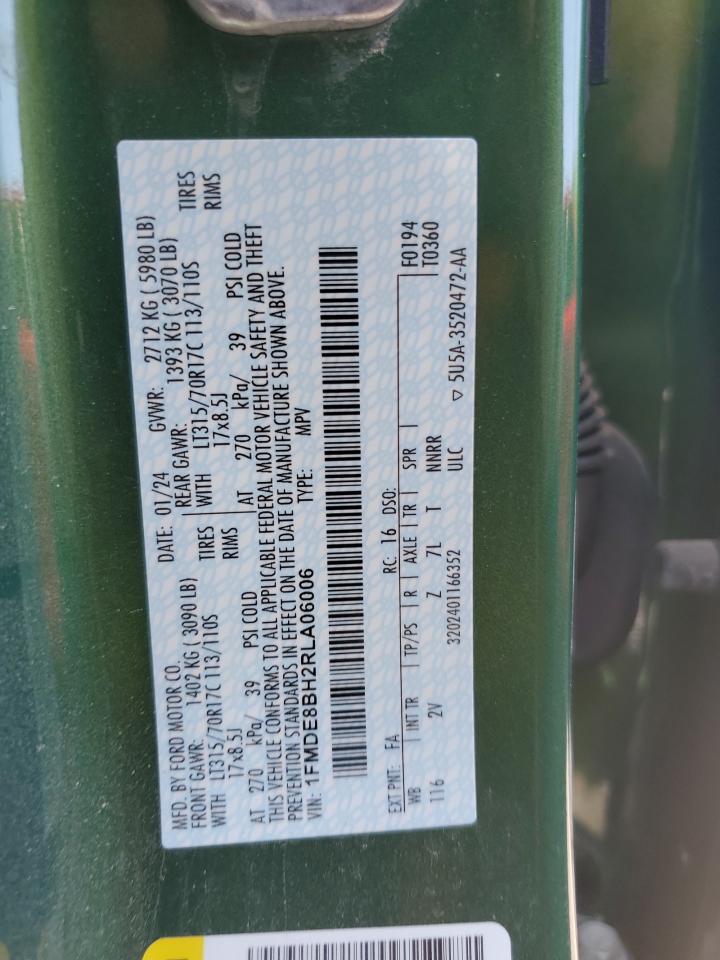 MFD. BY FORD MOTOR CO.
DATE: 01/24 GVWR: 2712 KG ( 5980 LB)
FRONT GAWR: 1402 KG ( 3090 LB) REAR GAWR: 1393 KG ( 3070 LB)
WITH LT315/70R17C 113/110S TIRES WITH LT315/70R17C 113/110S TIRES
17x8.5J RIMS 17x8.5J RIMS
AT 270 kPa/ 39 PSI COLD AT 270 kPa/ 39 PSI COLD
THIS VEHICLE CONFORMS TO ALL APPLICABLE FEDERAL MOTOR VEHICLE SAFETY AND THEFT
PREVENTION STANDARDS IN EFFECT ON THE DATE OF MANUFACTURE SHOWN ABOVE.
VIN: 1FMDE8BH2RLA06006 TYPE: MPV
EXT PNT: FA RC: 16 DSO: F0194
WB INT TR TP/PS R AXLE TR SPR T0360
116 2V Z 7L T NNRR
3202401166352 ULC ▽ 5U5A-3520472-AA